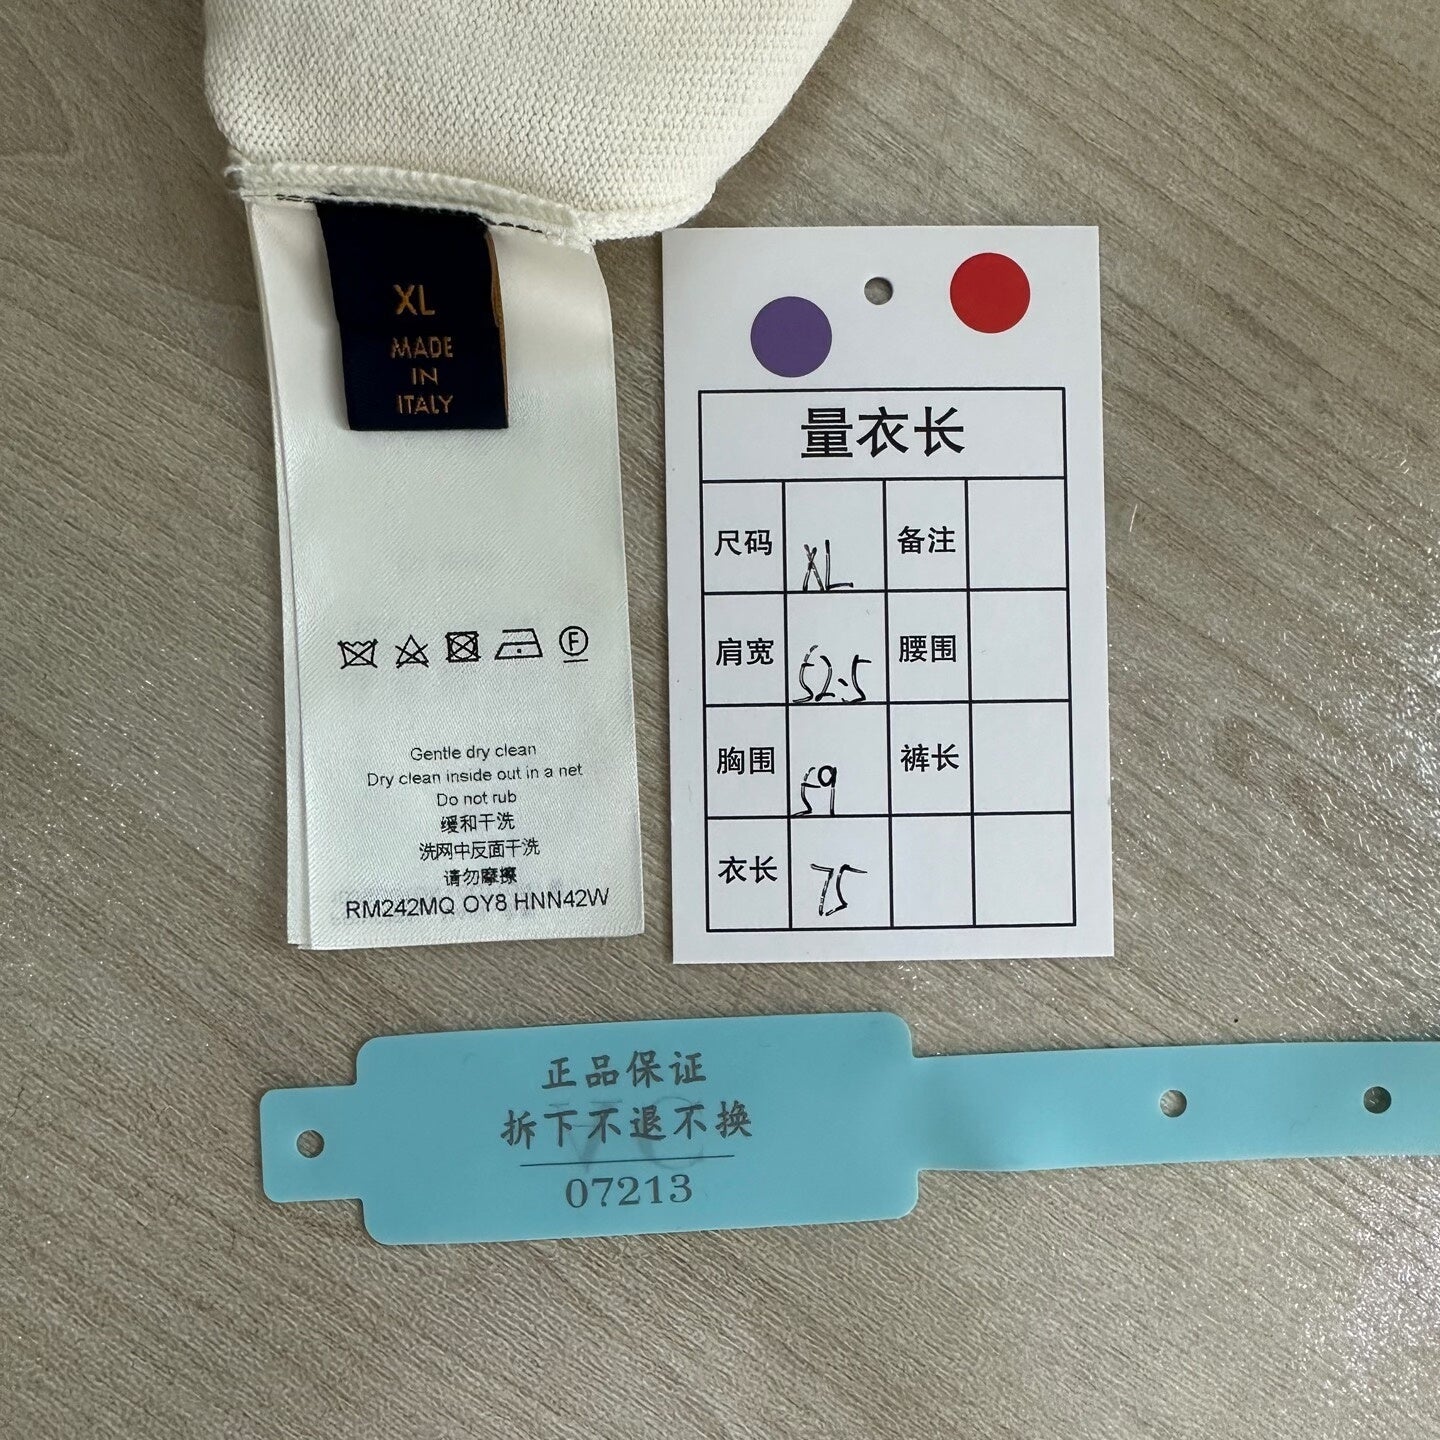 XL
MADE
IN
ITALY
F
Gentle dry clean
Dry clean inside out in a net
Do not rub
缓和干洗
洗网中反面干洗
请勿摩擦
RM242MQ OY8 HNN42W
量衣长
尺码 XL 备注
肩宽 52.5 腰围
胸围 59 裤长
衣长 75
正品保证
拆下不退不换
07213